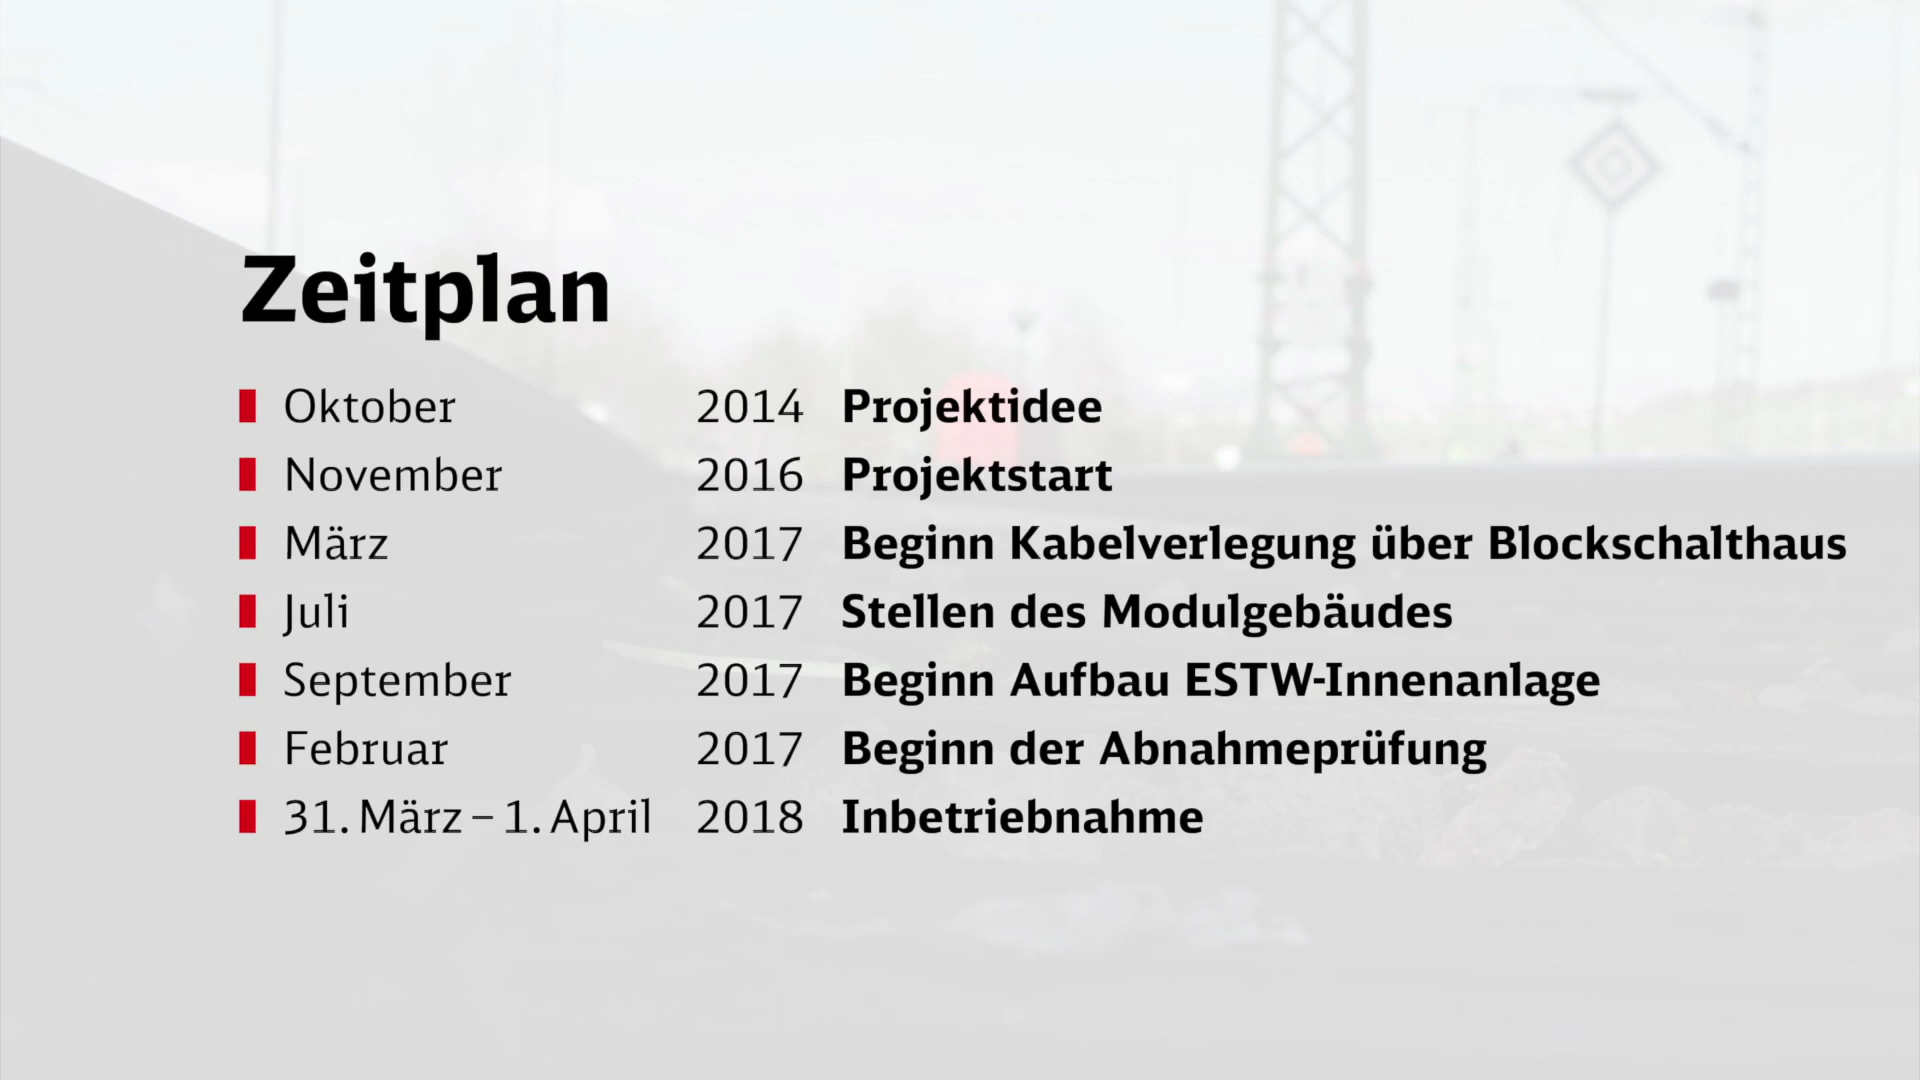 Zeitplan
Oktober 2014 Projektidee
November 2016 Projektstart
März 2017 Beginn Kabelverlegung über Blockschalthaus
Juli 2017 Stellen des Modulgebäudes
September 2017 Beginn Aufbau ESTW-Innenanlage
Februar 2017 Beginn der Abnahmeprüfung
31. März – 1. April 2018 Inbetriebnahme